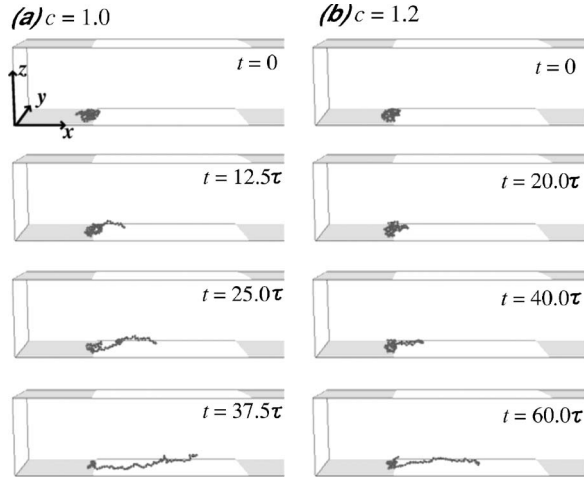 (a) c = 1.0
t = 0
z
y
x
t = 12.5τ
t = 25.0τ
t = 37.5τ
(b) c = 1.2
t = 0
t = 20.0τ
t = 40.0τ
t = 60.0τ